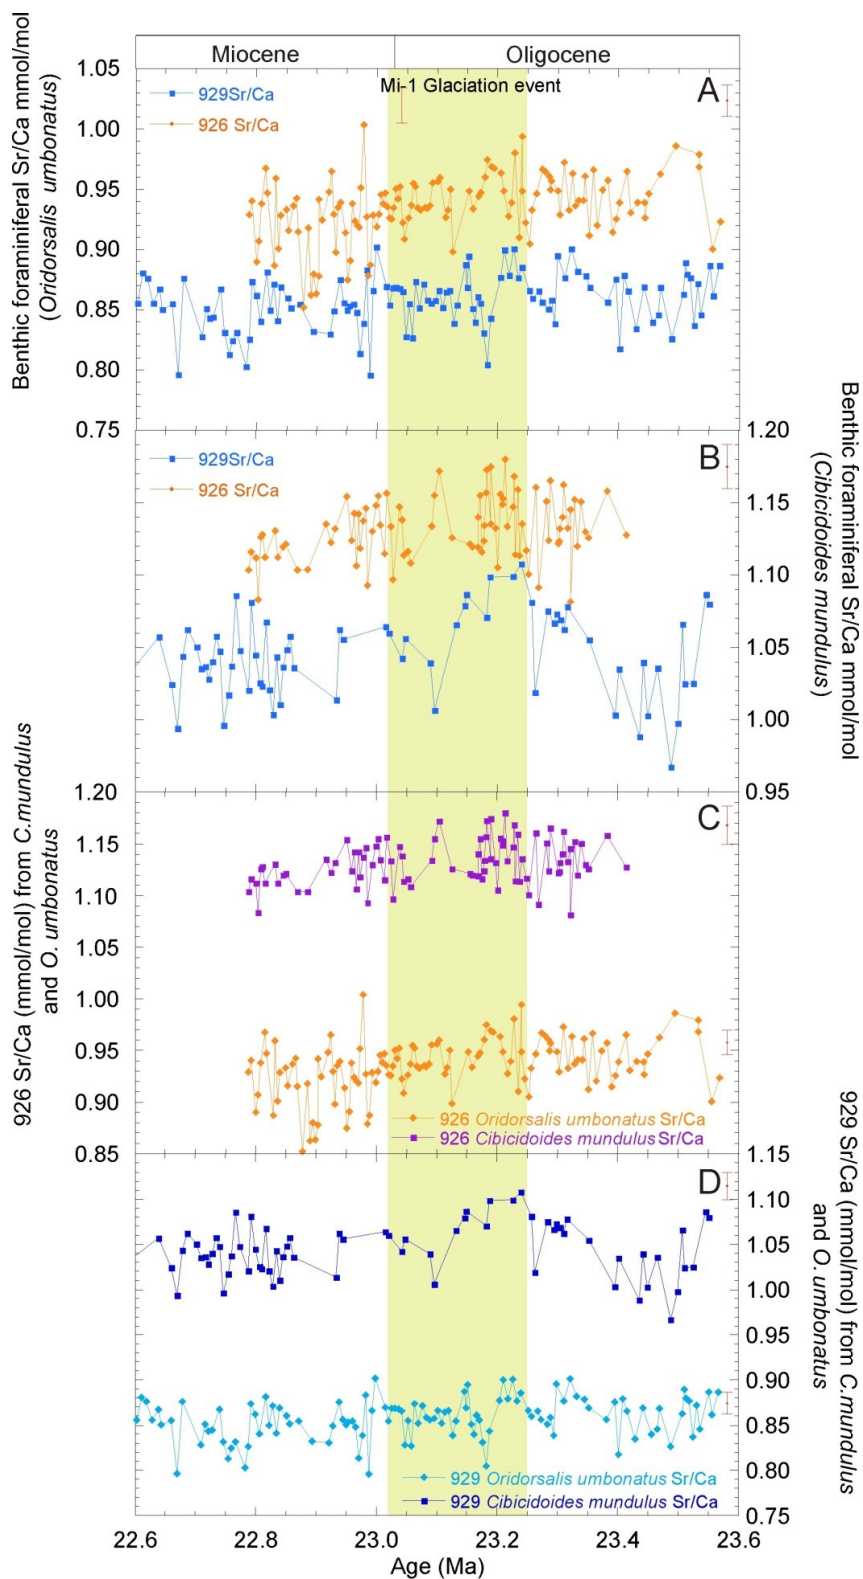 Miocene
Oligocene
Mi-1 Glaciation event
A
929Sr/Ca
926 Sr/Ca
Benthic foraminiferal Sr/Ca mmol/mol
(Oridorsalis umbonatus)
1.05
1.00
0.95
0.90
0.85
0.80
0.75
B
929Sr/Ca
926 Sr/Ca
1.20
1.15
1.10
1.05
1.00
0.95
Benthic foraminiferal Sr/Ca mmol/mol
(Cibicidoides mundulus)
C
926 Sr/Ca (mmol/mol) from C.mundulus
and O. umbonatus
1.20
1.15
1.10
1.05
1.00
0.95
0.90
0.85
926 Oridorsalis umbonatus Sr/Ca
926 Cibicidoides mundulus Sr/Ca
D
1.15
1.10
1.05
1.00
0.95
0.90
0.85
0.80
0.75
929 Sr/Ca (mmol/mol) from C.mundulus
and O. umbonatus
929 Oridorsalis umbonatus Sr/Ca
929 Cibicidoides mundulus Sr/Ca
22.6
22.8
23.0
23.2
23.4
23.6
Age (Ma)